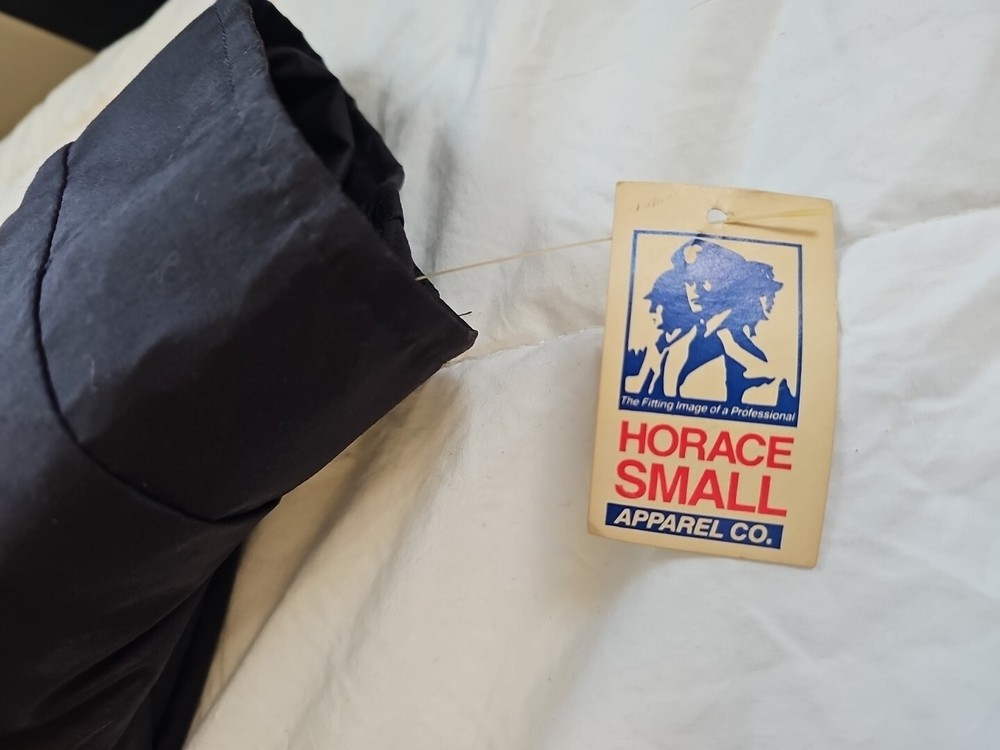 The Fitting Image of a Professional
HORACE
SMALL
APPAREL CO.